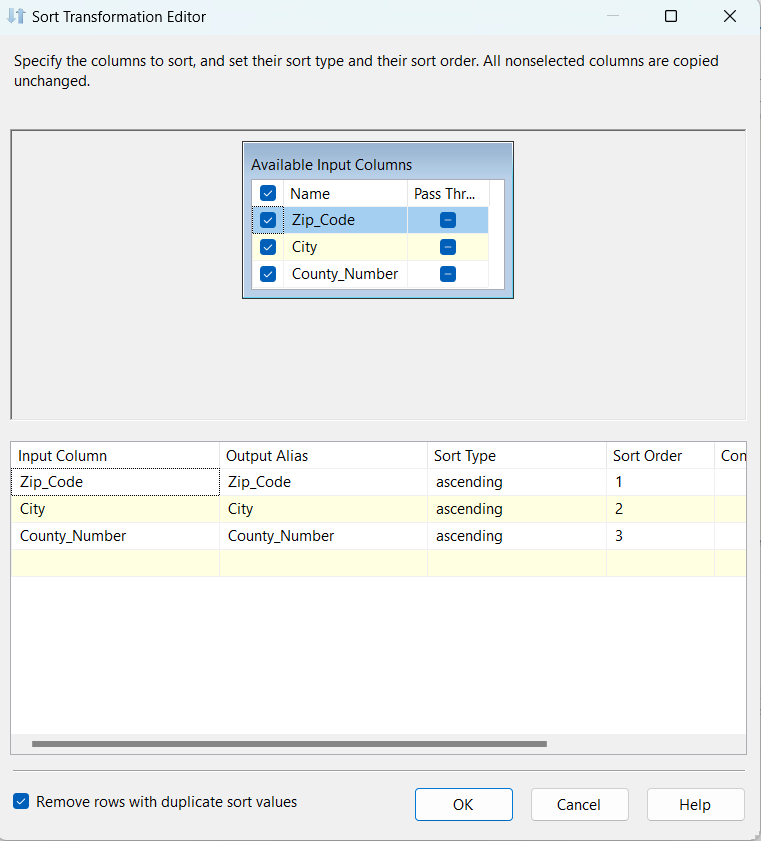 Sort Transformation Editor
Specify the columns to sort, and set their sort type and their sort order. All nonselected columns are copied
unchanged.
Available Input Columns
Name Pass Thr...
Zip_Code
City
County_Number
Input Column Output Alias Sort Type Sort Order Con
Zip_Code Zip_Code ascending 1
City City ascending 2
County_Number County_Number ascending 3
Remove rows with duplicate sort values OK Cancel Help